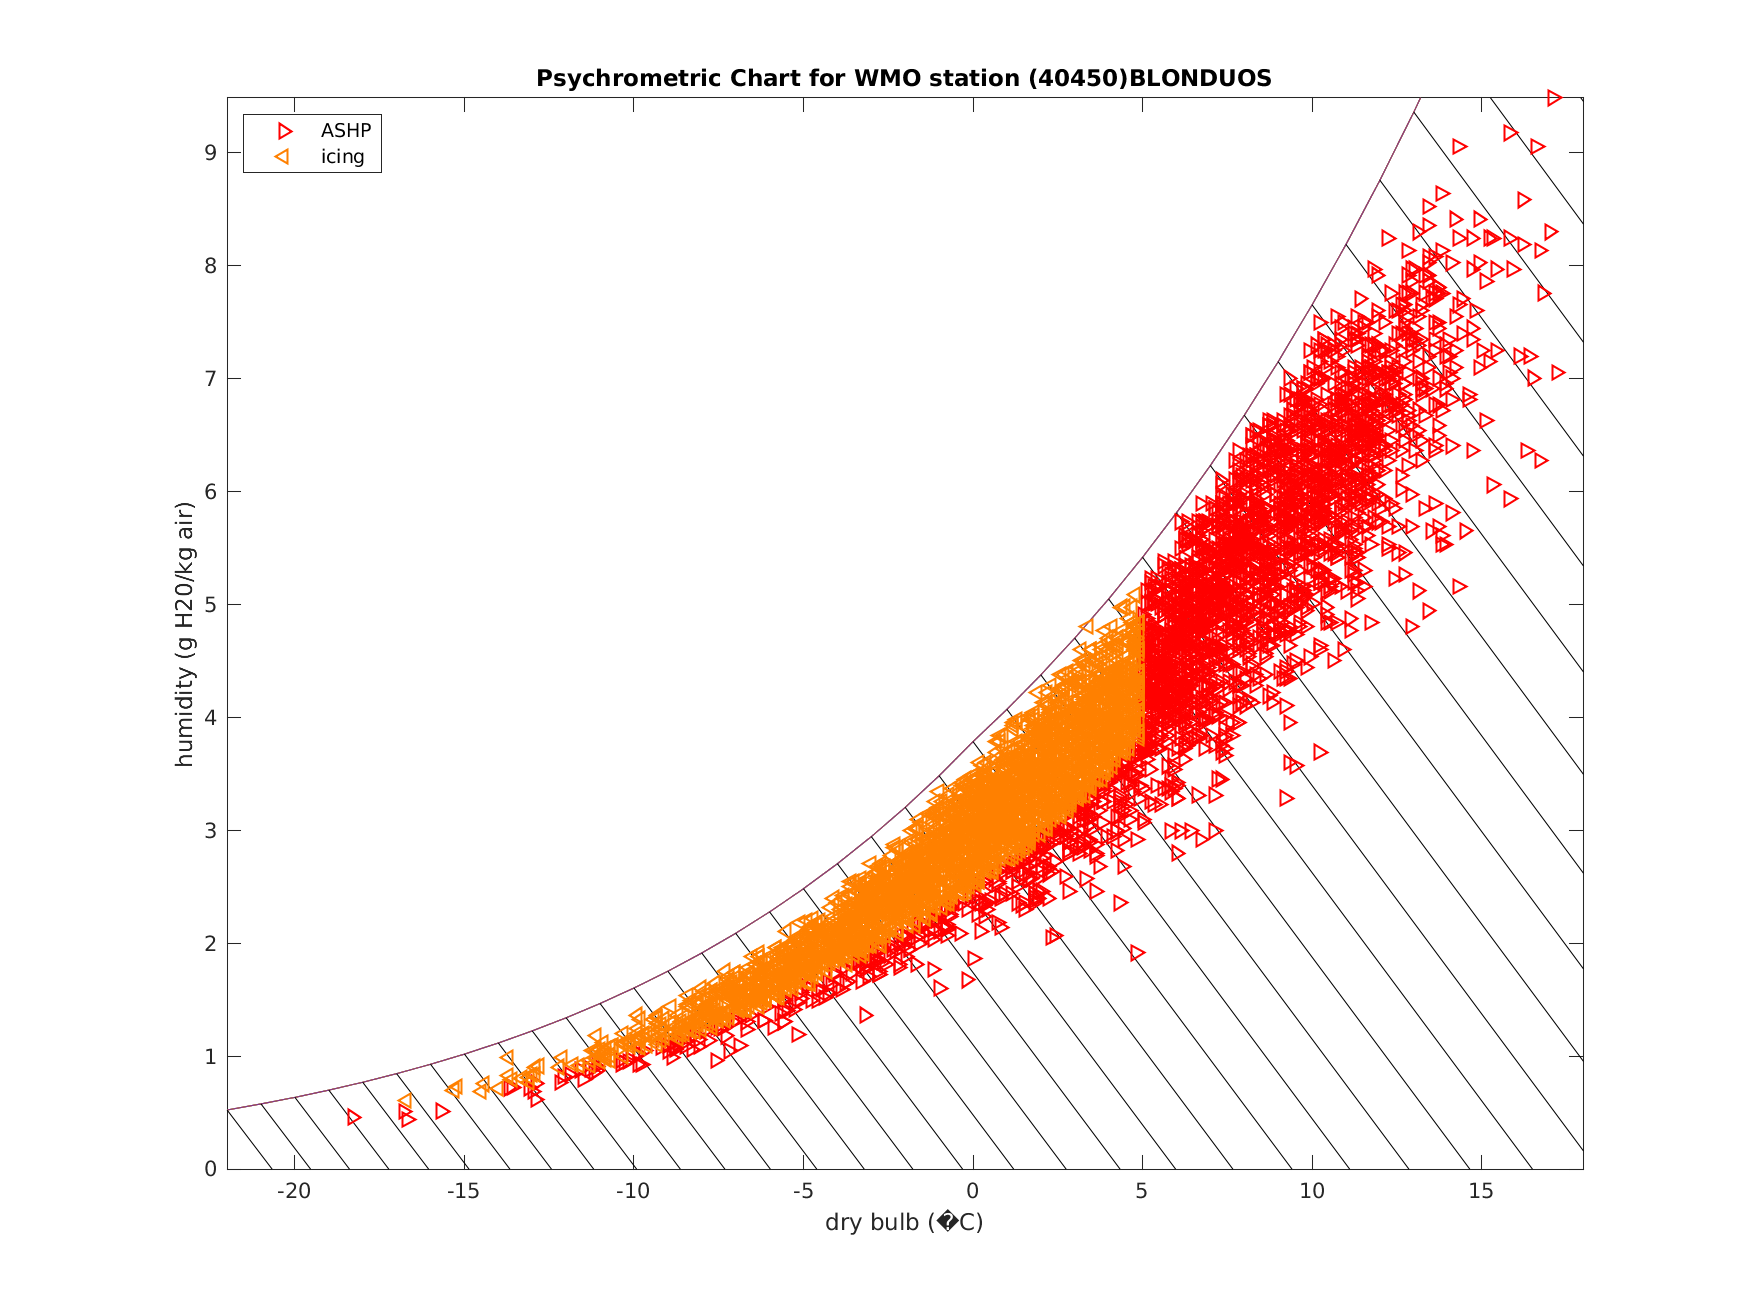 Psychrometric Chart for WMO station (40450)BLONDUOS
ASHP
icing
9
8
7
6
5
4
3
2
1
0
humidity (g H20/kg air)
-20 -15 -10 -5 0 5 10 15
dry bulb (�C)